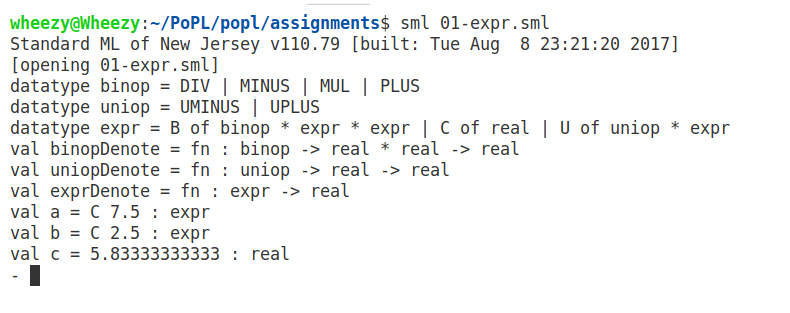 wheezy@Wheezy:~/PoPL/popl/assignments$ sml 01-expr.sml
Standard ML of New Jersey v110.79 [built: Tue Aug  8 23:21:20 2017]
[opening 01-expr.sml]
datatype binop = DIV | MINUS | MUL | PLUS
datatype uniop = UMINUS | UPLUS
datatype expr = B of binop * expr * expr | C of real | U of uniop * expr
val binopDenote = fn : binop -> real * real -> real
val uniopDenote = fn : uniop -> real -> real
val exprDenote = fn : expr -> real
val a = C 7.5 : expr
val b = C 2.5 : expr
val c = 5.83333333333 : real
-